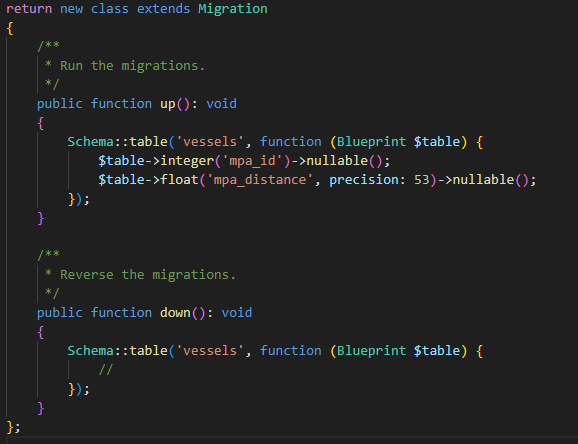 return new class extends Migration
{
    /**
     * Run the migrations.
     */
    public function up(): void
    {
        Schema::table('vessels', function (Blueprint $table) {
            $table->integer('mpa_id')->nullable();
            $table->float('mpa_distance', precision: 53)->nullable();
        });
    }

    /**
     * Reverse the migrations.
     */
    public function down(): void
    {
        Schema::table('vessels', function (Blueprint $table) {
            //
        });
    }
};